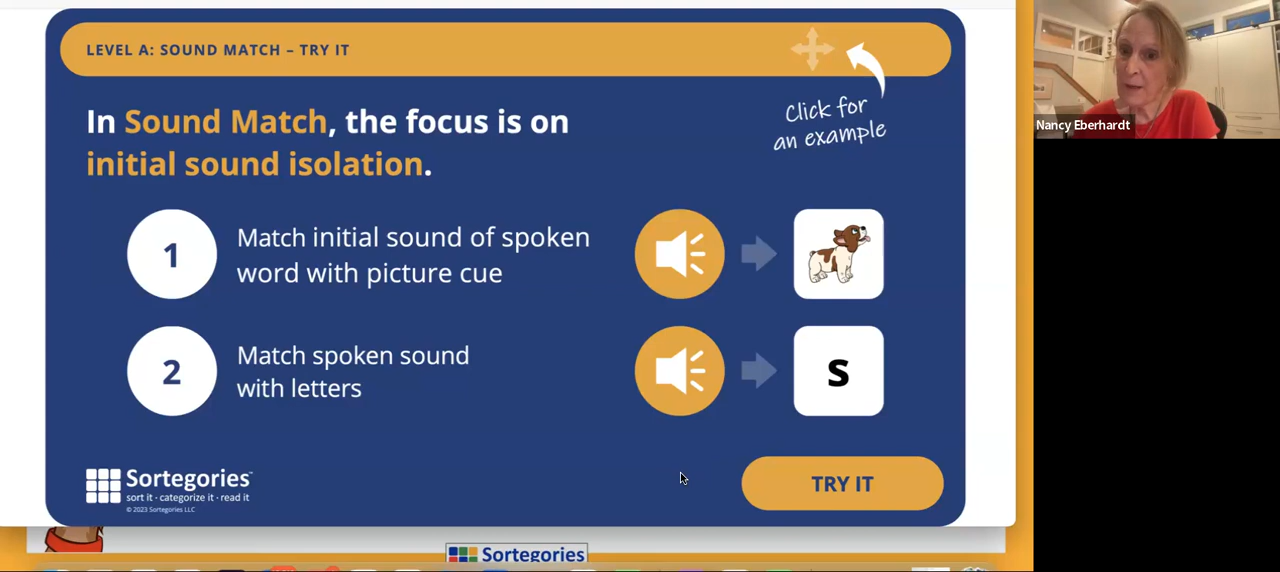 LEVEL A: SOUND MATCH – TRY IT
Click for
an example
In Sound Match, the focus is on
initial sound isolation.
1
Match initial sound of spoken
word with picture cue
2
Match spoken sound
with letters
s
Sortegories™
sort it · categorize it · read it
© 2023 Sortegories LLC
TRY IT
Nancy Eberhardt
Sortegories